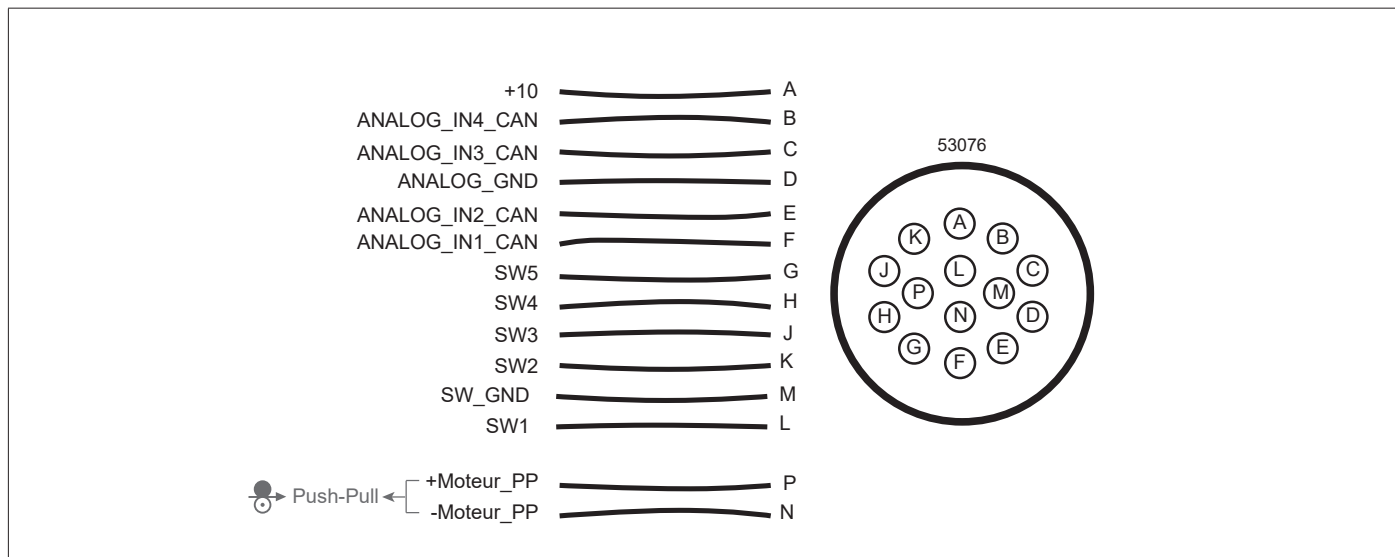 +10 A
ANALOG_IN4_CAN B
ANALOG_IN3_CAN C
ANALOG_GND D
ANALOG_IN2_CAN E
ANALOG_IN1_CAN F
SW5 G
SW4 H
SW3 J
SW2 K
SW_GND M
SW1 L
Push-Pull
+Moteur_PP P
-Moteur_PP N
53076
A
K B
J L C
P M
H N D
G E
F